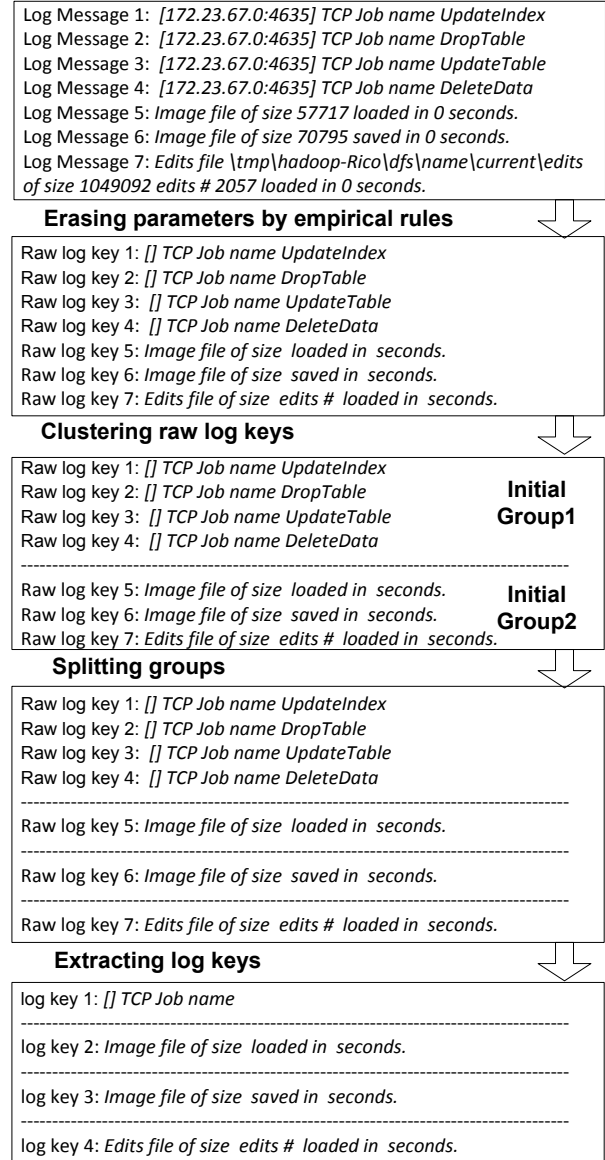 Log Message 1: [172.23.67.0:4635] TCP Job name UpdateIndex
Log Message 2: [172.23.67.0:4635] TCP Job name DropTable
Log Message 3: [172.23.67.0:4635] TCP Job name UpdateTable
Log Message 4: [172.23.67.0:4635] TCP Job name DeleteData
Log Message 5: Image file of size 57717 loaded in 0 seconds.
Log Message 6: Image file of size 70795 saved in 0 seconds.
Log Message 7: Edits file \tmp\hadoop-Rico\dfs\name\current\edits
of size 1049092 edits # 2057 loaded in 0 seconds.
Erasing parameters by empirical rules
Raw log key 1: [] TCP Job name UpdateIndex
Raw log key 2: [] TCP Job name DropTable
Raw log key 3: [] TCP Job name UpdateTable
Raw log key 4: [] TCP Job name DeleteData
Raw log key 5: Image file of size loaded in seconds.
Raw log key 6: Image file of size saved in seconds.
Raw log key 7: Edits file of size edits # loaded in seconds.
Clustering raw log keys
Raw log key 1: [] TCP Job name UpdateIndex
Raw log key 2: [] TCP Job name DropTable
Raw log key 3: [] TCP Job name UpdateTable
Raw log key 4: [] TCP Job name DeleteData
Initial
Group1
Raw log key 5: Image file of size loaded in seconds.
Raw log key 6: Image file of size saved in seconds.
Raw log key 7: Edits file of size edits # loaded in seconds.
Initial
Group2
Splitting groups
Raw log key 1: [] TCP Job name UpdateIndex
Raw log key 2: [] TCP Job name DropTable
Raw log key 3: [] TCP Job name UpdateTable
Raw log key 4: [] TCP Job name DeleteData
Raw log key 5: Image file of size loaded in seconds.
Raw log key 6: Image file of size saved in seconds.
Raw log key 7: Edits file of size edits # loaded in seconds.
Extracting log keys
log key 1: [] TCP Job name
log key 2: Image file of size loaded in seconds.
log key 3: Image file of size saved in seconds.
log key 4: Edits file of size edits # loaded in seconds.